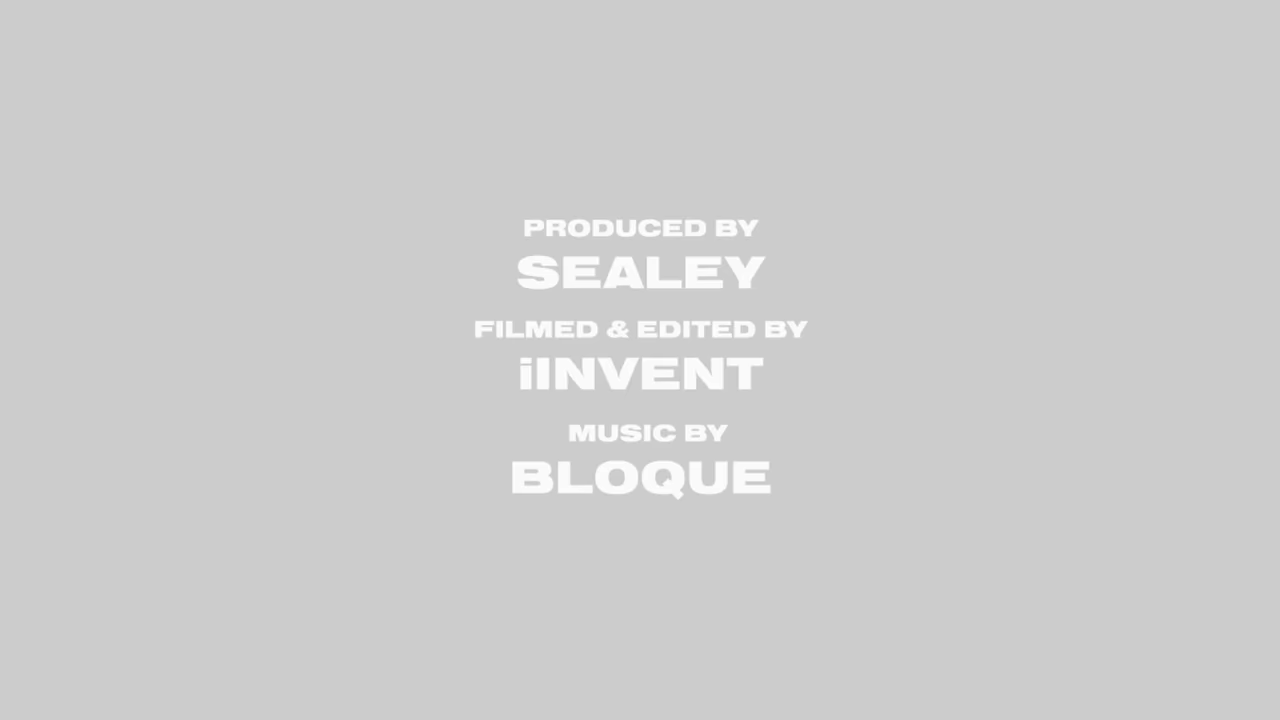 PRODUCED BY
SEALEY
FILMED & EDITED BY
iINVENT
MUSIC BY
BLOQUE